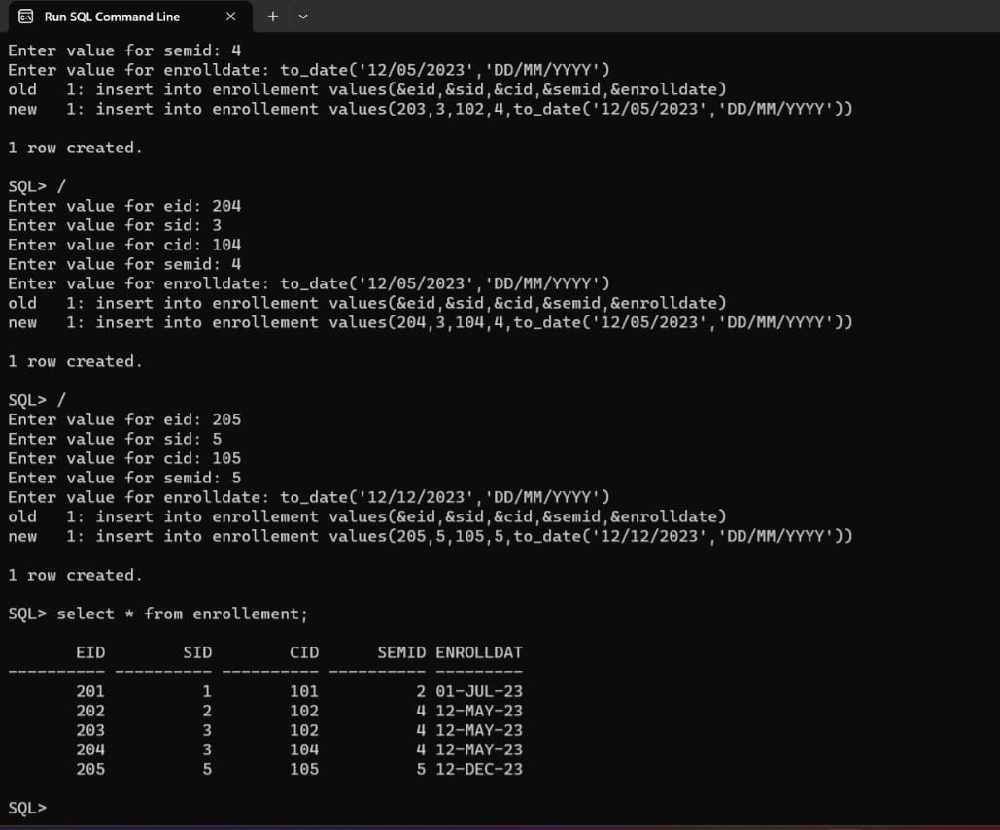 Run SQL Command Line
Enter value for semid: 4
Enter value for enrolldate: to_date('12/05/2023','DD/MM/YYYY')
old   1: insert into enrollement values(&eid,&sid,&cid,&semid,&enrolldate)
new   1: insert into enrollement values(203,3,102,4,to_date('12/05/2023','DD/MM/YYYY'))
1 row created.
SQL> /
Enter value for eid: 204
Enter value for sid: 3
Enter value for cid: 104
Enter value for semid: 4
Enter value for enrolldate: to_date('12/05/2023','DD/MM/YYYY')
old   1: insert into enrollement values(&eid,&sid,&cid,&semid,&enrolldate)
new   1: insert into enrollement values(204,3,104,4,to_date('12/05/2023','DD/MM/YYYY'))
1 row created.
SQL> /
Enter value for eid: 205
Enter value for sid: 5
Enter value for cid: 105
Enter value for semid: 5
Enter value for enrolldate: to_date('12/12/2023','DD/MM/YYYY')
old   1: insert into enrollement values(&eid,&sid,&cid,&semid,&enrolldate)
new   1: insert into enrollement values(205,5,105,5,to_date('12/12/2023','DD/MM/YYYY'))
1 row created.
SQL> select * from enrollement;
       EID        SID        CID      SEMID ENROLLDAT
---------- ---------- ---------- ---------- ---------
       201          1        101          2 01-JUL-23
       202          2        102          4 12-MAY-23
       203          3        102          4 12-MAY-23
       204          3        104          4 12-MAY-23
       205          5        105          5 12-DEC-23
SQL>